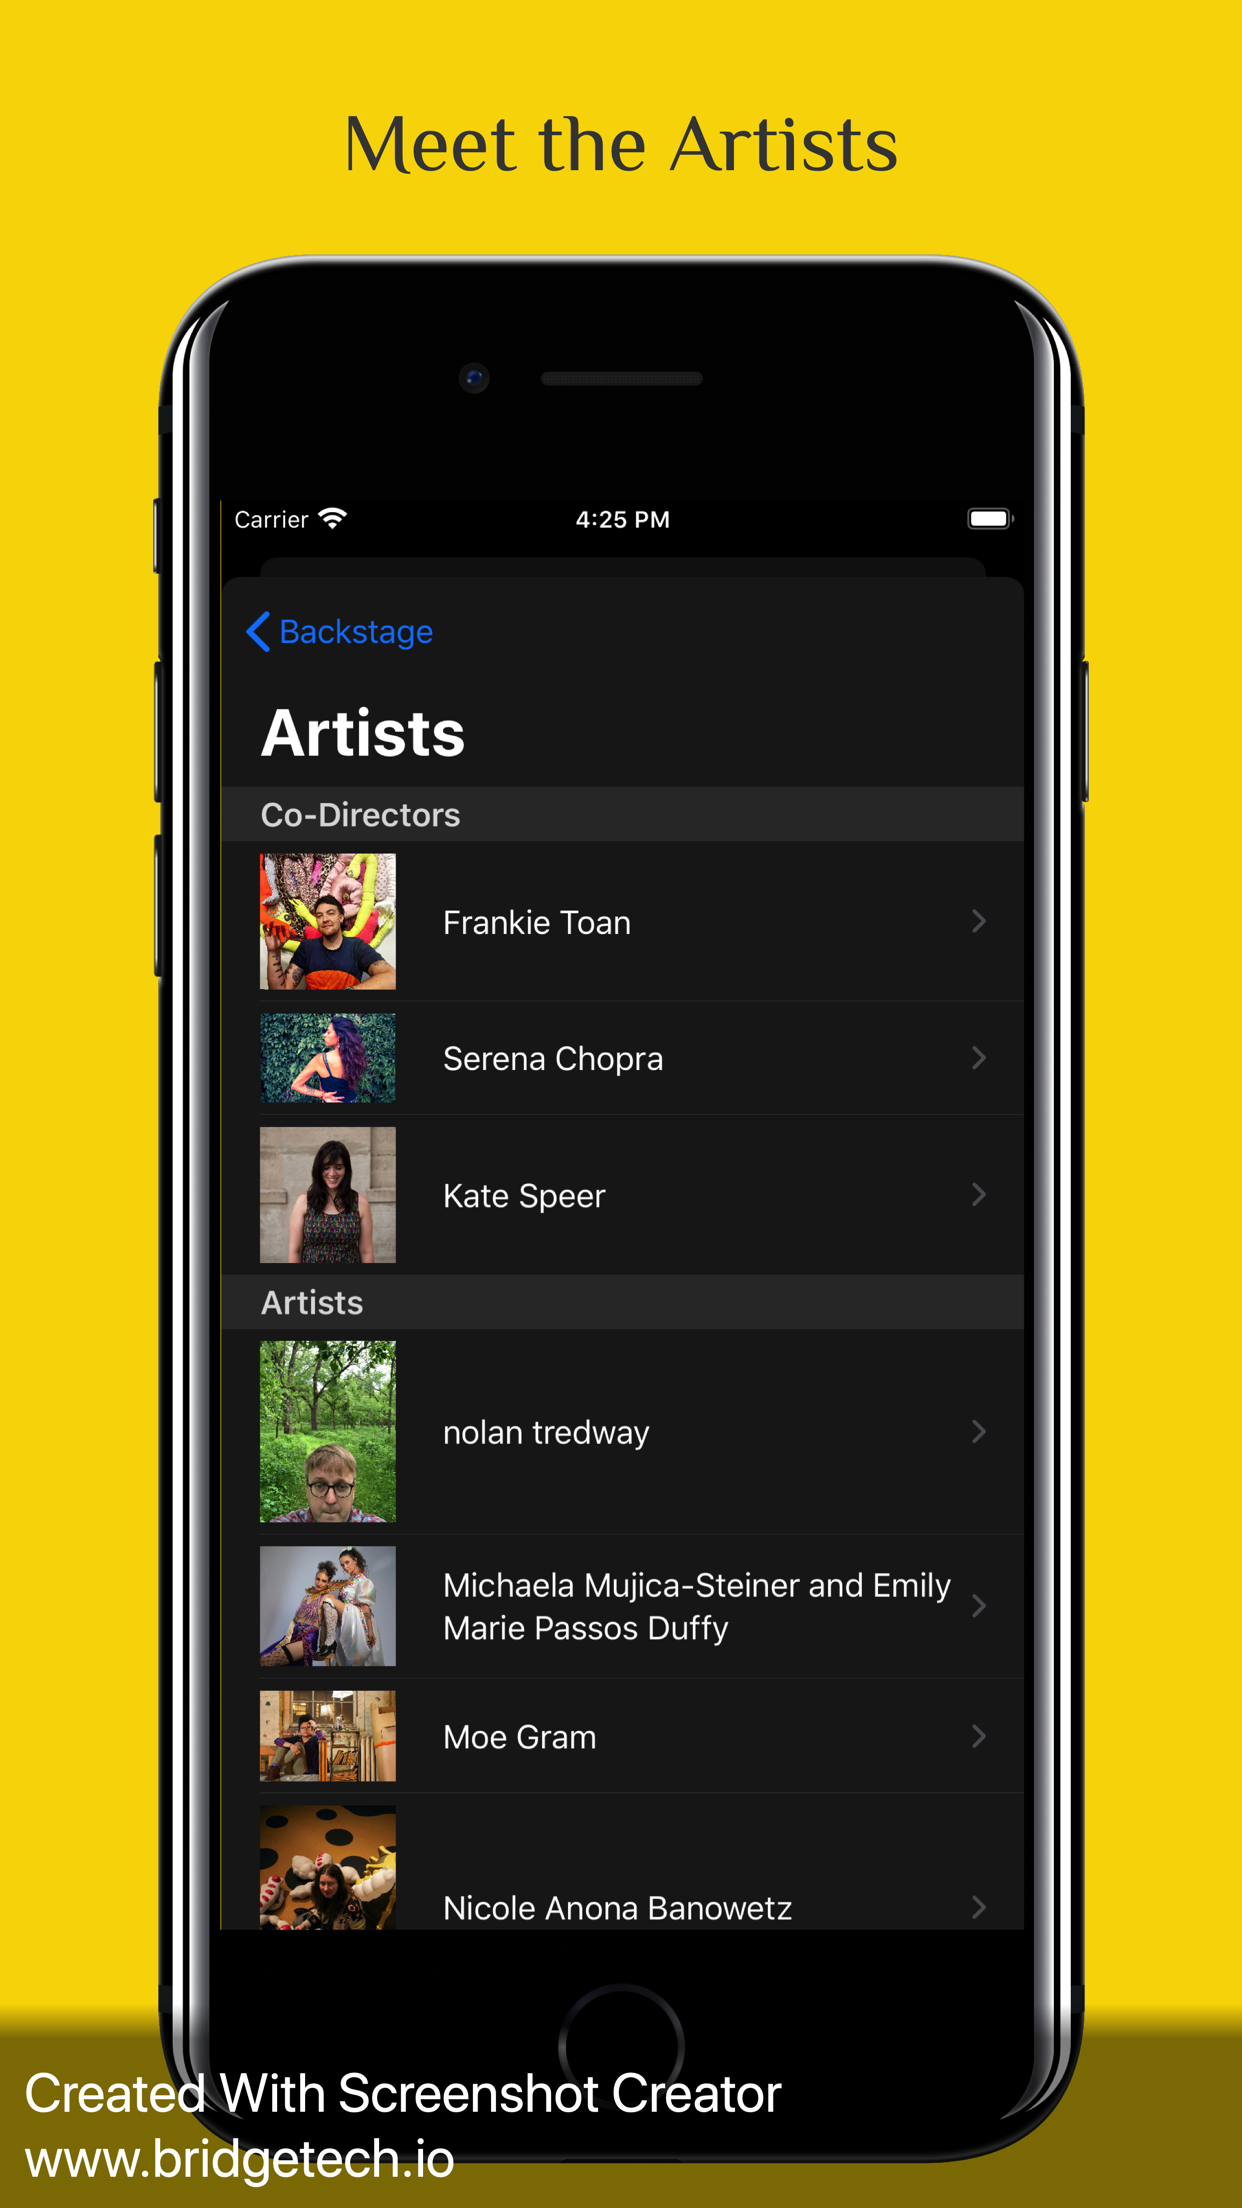 Meet the Artists
Carrier
4:25 PM
Backstage
Artists
Co-Directors
Frankie Toan
Serena Chopra
Kate Speer
Artists
nolan tredway
Michaela Mujica-Steiner and Emily
Marie Passos Duffy
Moe Gram
Nicole Anona Banowetz
Created With Screenshot Creator
www.bridgetech.io